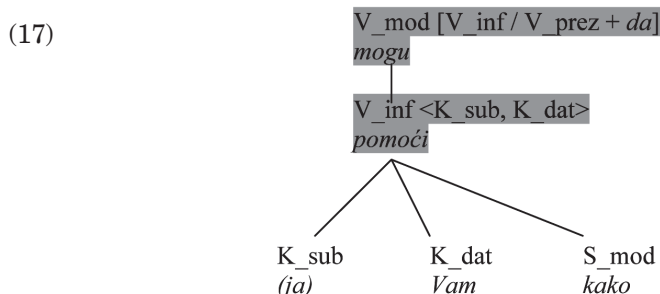 (17)
V_mod [V_inf / V_prez + da]
mogu
V_inf <K_sub, K_dat>
pomoći
K_sub K_dat S_mod
(ja) Vam kako